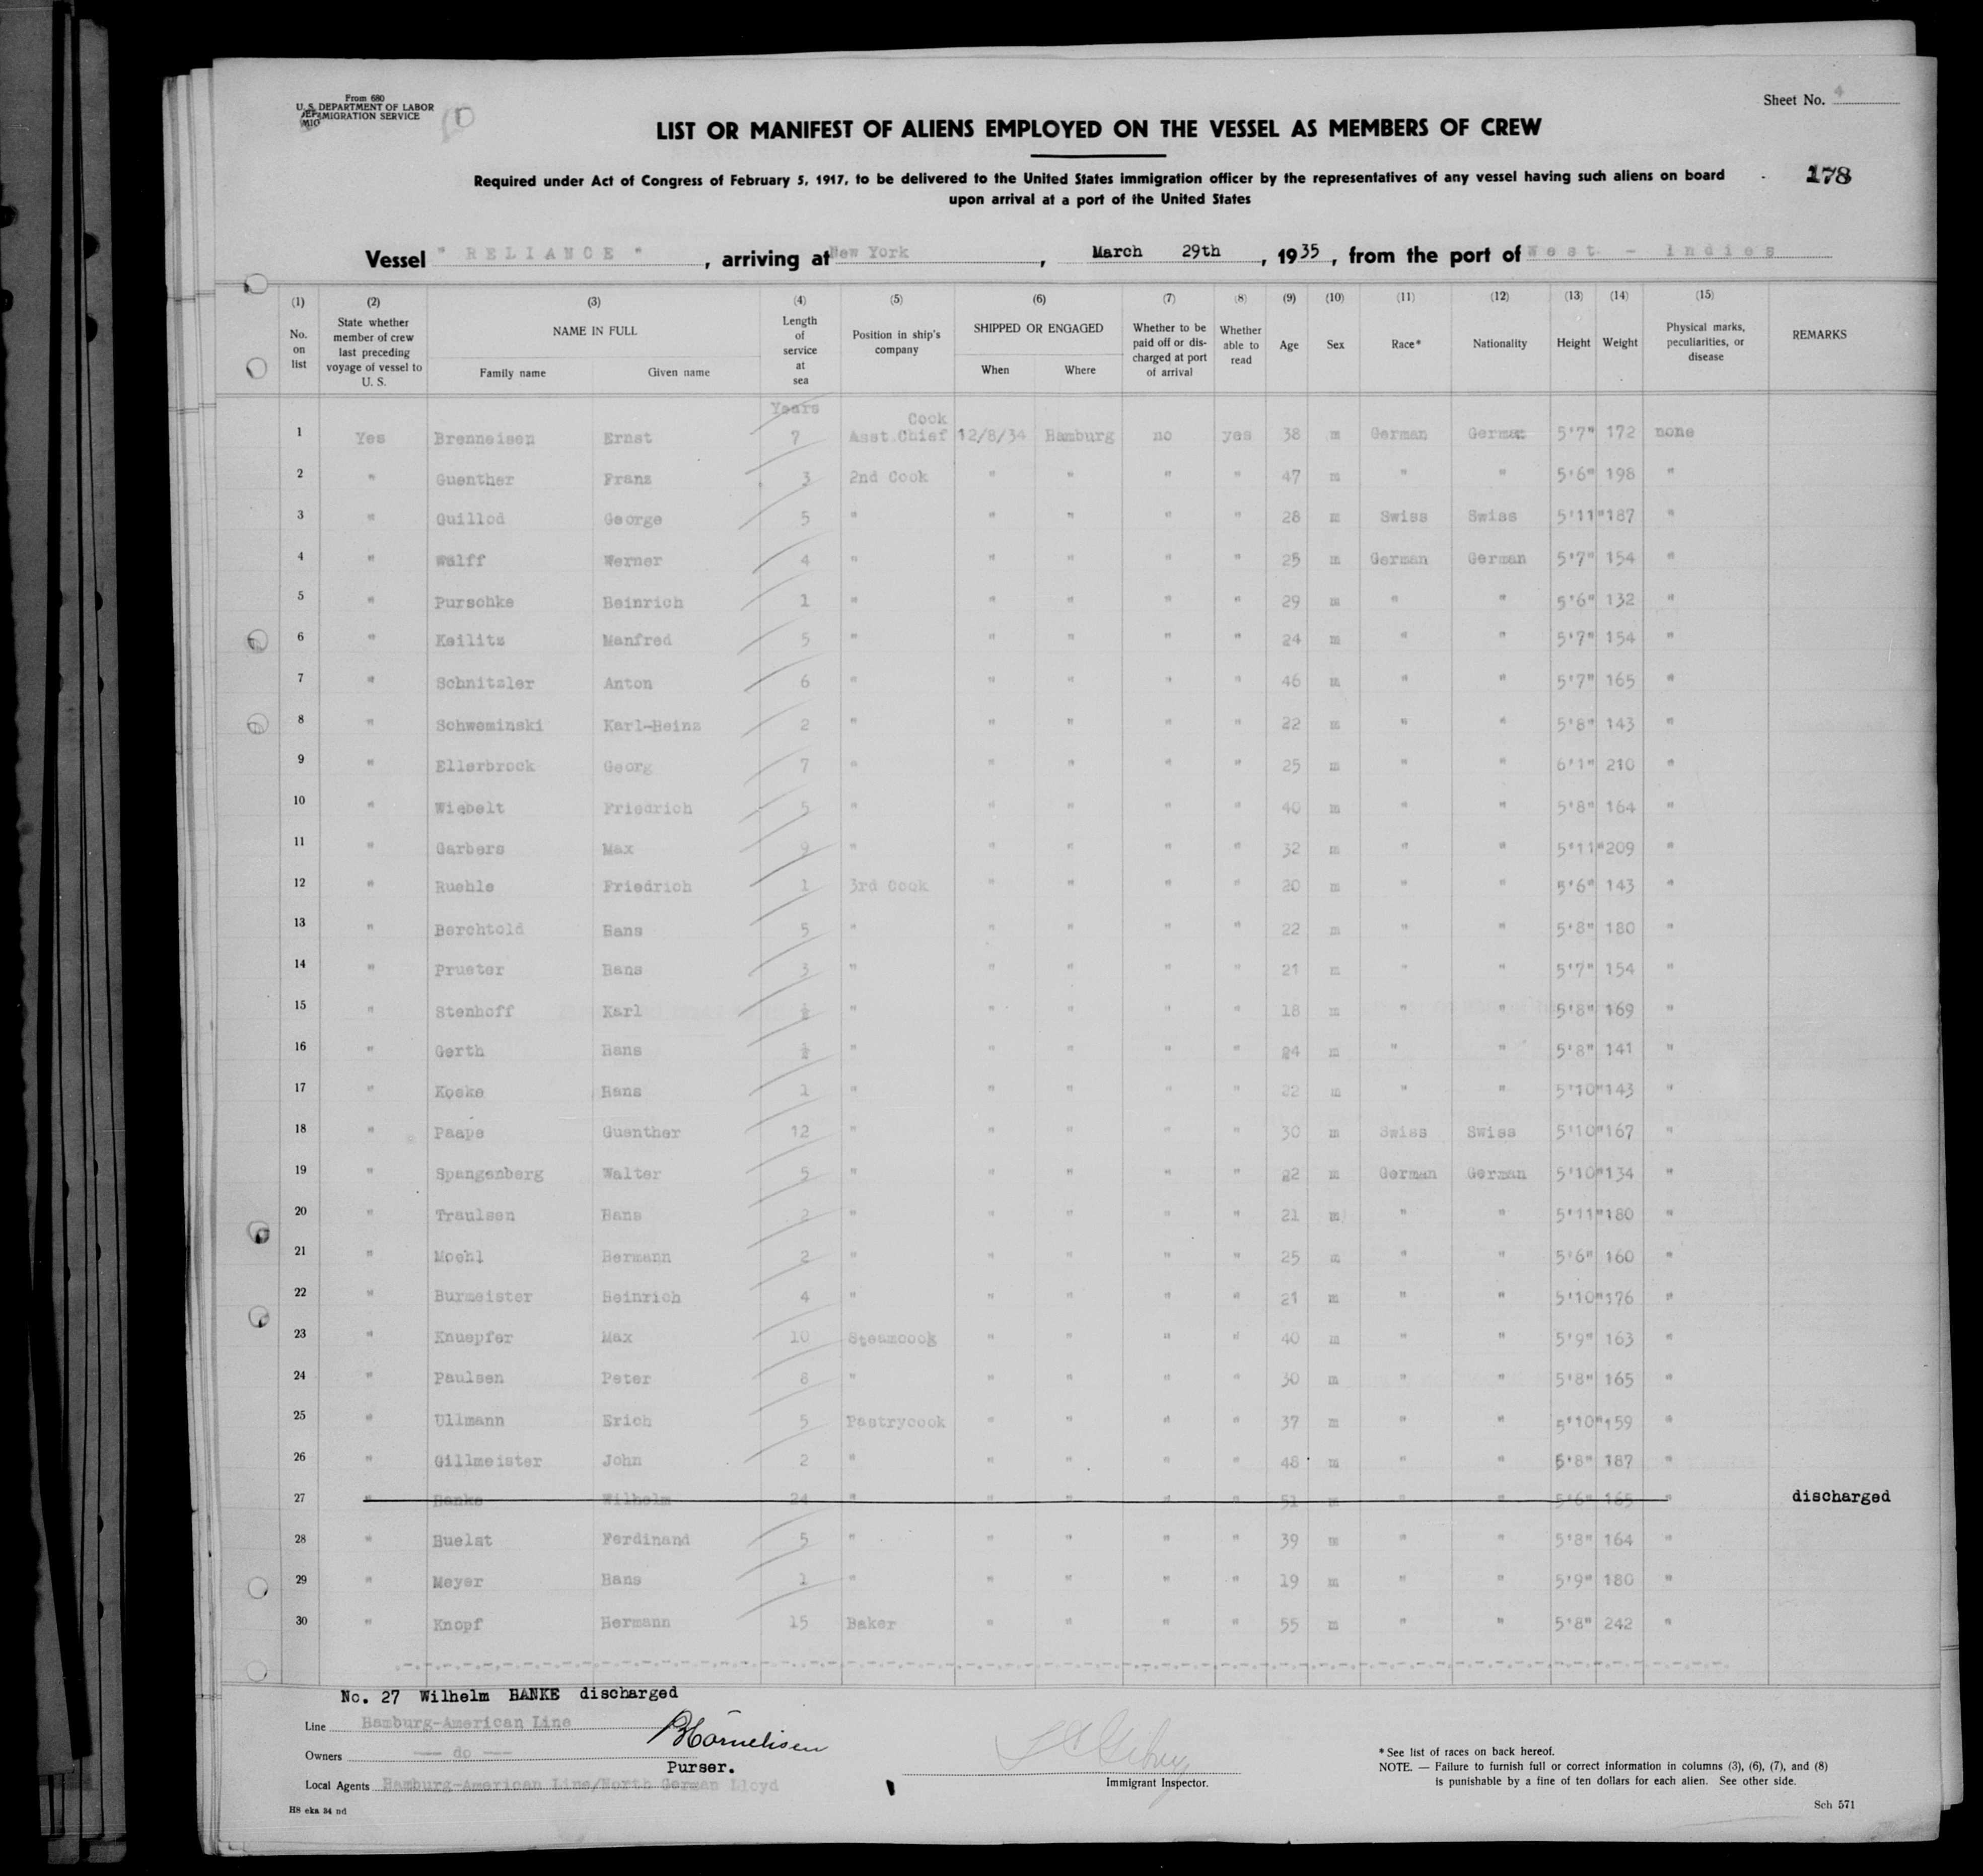 From 680
U. S. DEPARTMENT OF LABOR
IMMIGRATION SERVICE
Sheet No. 4
LIST OR MANIFEST OF ALIENS EMPLOYED ON THE VESSEL AS MEMBERS OF CREW
Required under Act of Congress of February 5, 1917, to be delivered to the United States immigration officer by the representatives of any vessel having such aliens on board
upon arrival at a port of the United States
178
Vessel " RELIANCE ", arriving at New York, March 29th, 1935, from the port of West - Indies
(1) (2) (3) (4) (5) (6) (7) (8) (9) (10) (11) (12) (13) (14) (15)
No. on list State whether member of crew last preceding voyage of vessel to U. S. NAME IN FULL Family name Given name Length of service at sea Position in ship's company SHIPPED OR ENGAGED When Where Whether to be paid off or discharged at port of arrival Whether able to read Age Sex Race* Nationality Height Weight Physical marks, peculiarities, or disease REMARKS
Years
Cook
1 Yes Brenneisen Ernst 7 Asst.Chief 12/8/34 Hamburg no yes 38 m German German 5'7" 172 none
2 " Guenther Franz 3 2nd Cook " " " " 47 m " " 5'6" 198 "
3 " Guillod George 5 " " " " " 28 m Swiss Swiss 5'11" 187 "
4 " Wulff Werner 4 " " " " " 25 m German German 5'7" 154 "
5 " Purschke Heinrich 1 " " " " " 29 m " " 5'6" 132 "
6 " Keilitz Manfred 5 " " " " " 24 m " " 5'7" 154 "
7 " Schnitzler Anton 6 " " " " " 46 m " " 5'7" 165 "
8 " Schweminski Karl-Heinz 2 " " " " " 22 m " " 5'8" 143 "
9 " Ellerbrock Georg 7 " " " " " 25 m " " 6'1" 210 "
10 " Wiebelt Friedrich 5 " " " " " 40 m " " 5'8" 164 "
11 " Garbers Max 9 " " " " " 32 m " " 5'11" 209 "
12 " Ruehle Friedrich 1 3rd Cook " " " " 20 m " " 5'6" 143 "
13 " Berchtold Hans 5 " " " " " 22 m " " 5'8" 180 "
14 " Prueter Hans 3 " " " " " 21 m " " 5'7" 154 "
15 " Stenhoff Karl ½ " " " " " 18 m " " 5'8" 169 "
16 " Gerth Hans ½ " " " " " 24 m " " 5'8" 141 "
17 " Koeke Hans 1 " " " " " 22 m " " 5'10" 143 "
18 " Paape Guenther 12 " " " " " 30 m Swiss Swiss 5'10" 167 "
19 " Spangenberg Walter 5 " " " " " 22 m German German 5'10" 134 "
20 " Traulsen Hans 2 " " " " " 21 m " " 5'11" 180 "
21 " Moehl Hermann 2 " " " " " 25 m " " 5'6" 160 "
22 " Burmeister Heinrich 4 " " " " " 21 m " " 5'10" 176 "
23 " Knuepfer Max 10 Steamcook " " " " 40 m " " 5'9" 163 "
24 " Paulsen Peter 8 " " " " " 30 m " " 5'8" 165 "
25 " Ullmann Erich 5 Pastrycook " " " " 37 m " " 5'10" 159 "
26 " Gillmeister John 2 " " " " " 48 m " " 5'8" 187 "
27 " Hanke Wilhelm 24 " " " " " 51 m " " 5'6" 165 " discharged
28 " Buelst Ferdinand 5 " " " " " 39 m " " 5'8" 164 "
29 " Meyer Hans 1 " " " " " 19 m " " 5'9" 180 "
30 " Knopf Hermann 15 Baker " " " " 55 m " " 5'8" 242 "
No. 27 Wilhelm HANKE discharged
Line Hamburg-American Line
Owners — do —
Purser.
Local Agents Hamburg-American Line/North German Lloyd
Immigrant Inspector.
* See list of races on back hereof.
NOTE. — Failure to furnish full or correct information in columns (3), (6), (7), and (8)
is punishable by a fine of ten dollars for each alien. See other side.
H8 eka 34 nd
Sch 571